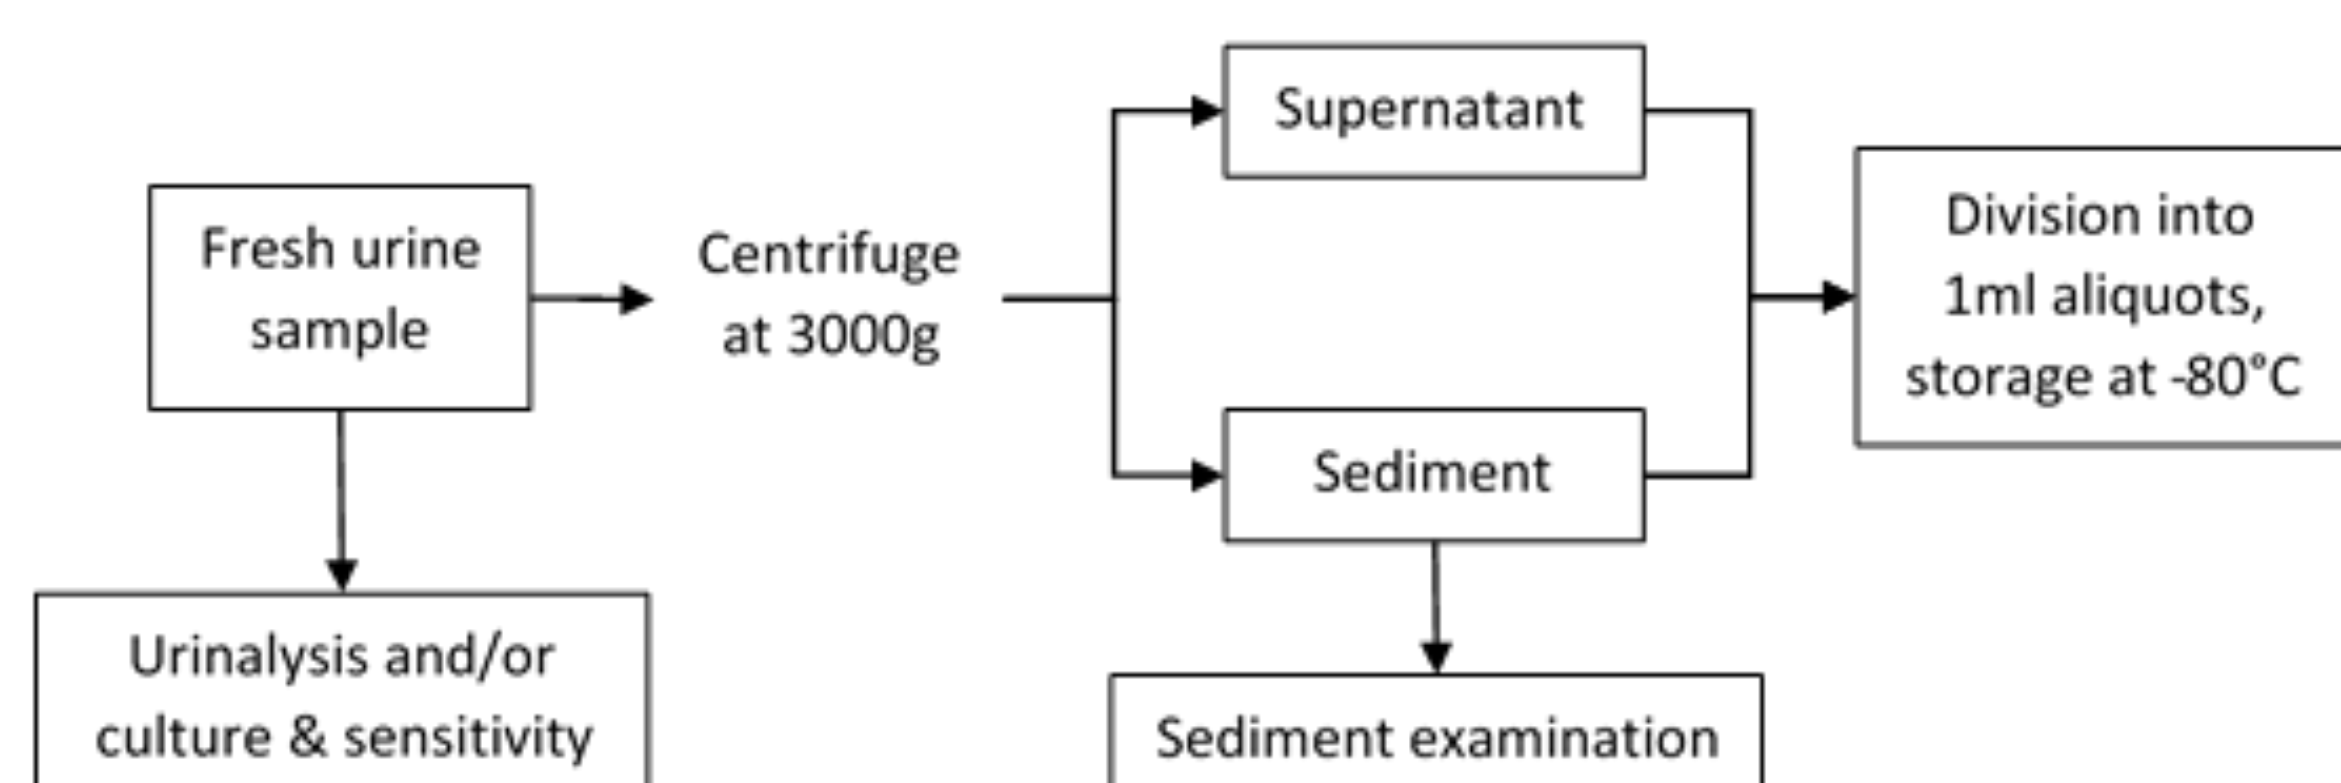 Fresh urine
sample
Centrifuge
at 3000g
Supernatant
Sediment
Division into
1ml aliquots,
storage at -80°C
Urinalysis and/or
culture & sensitivity
Sediment examination